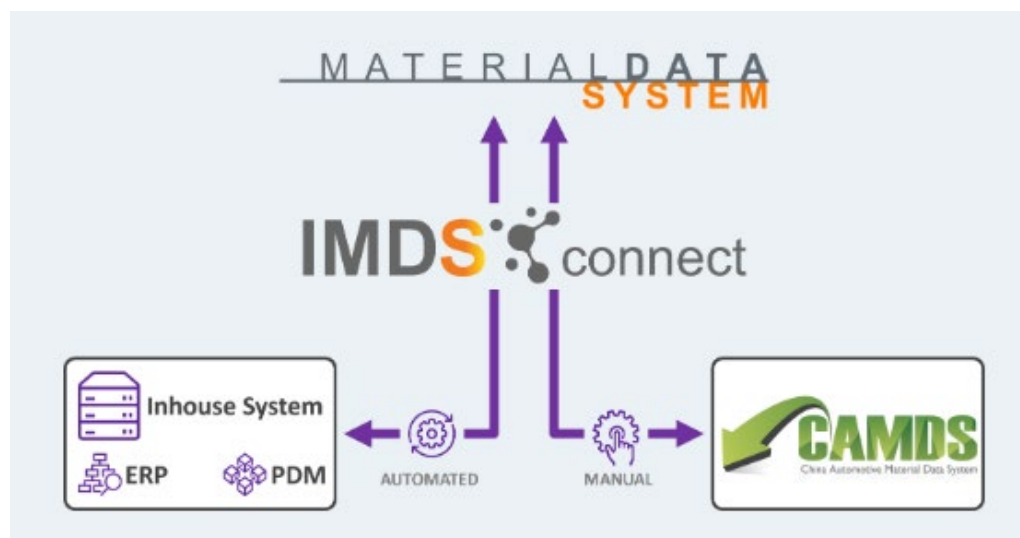 MATERIALDATA
SYSTEM
IMDS connect
Inhouse System
ERP PDM
AUTOMATED
MANUAL
CAMDS
China Automotive Material Data System